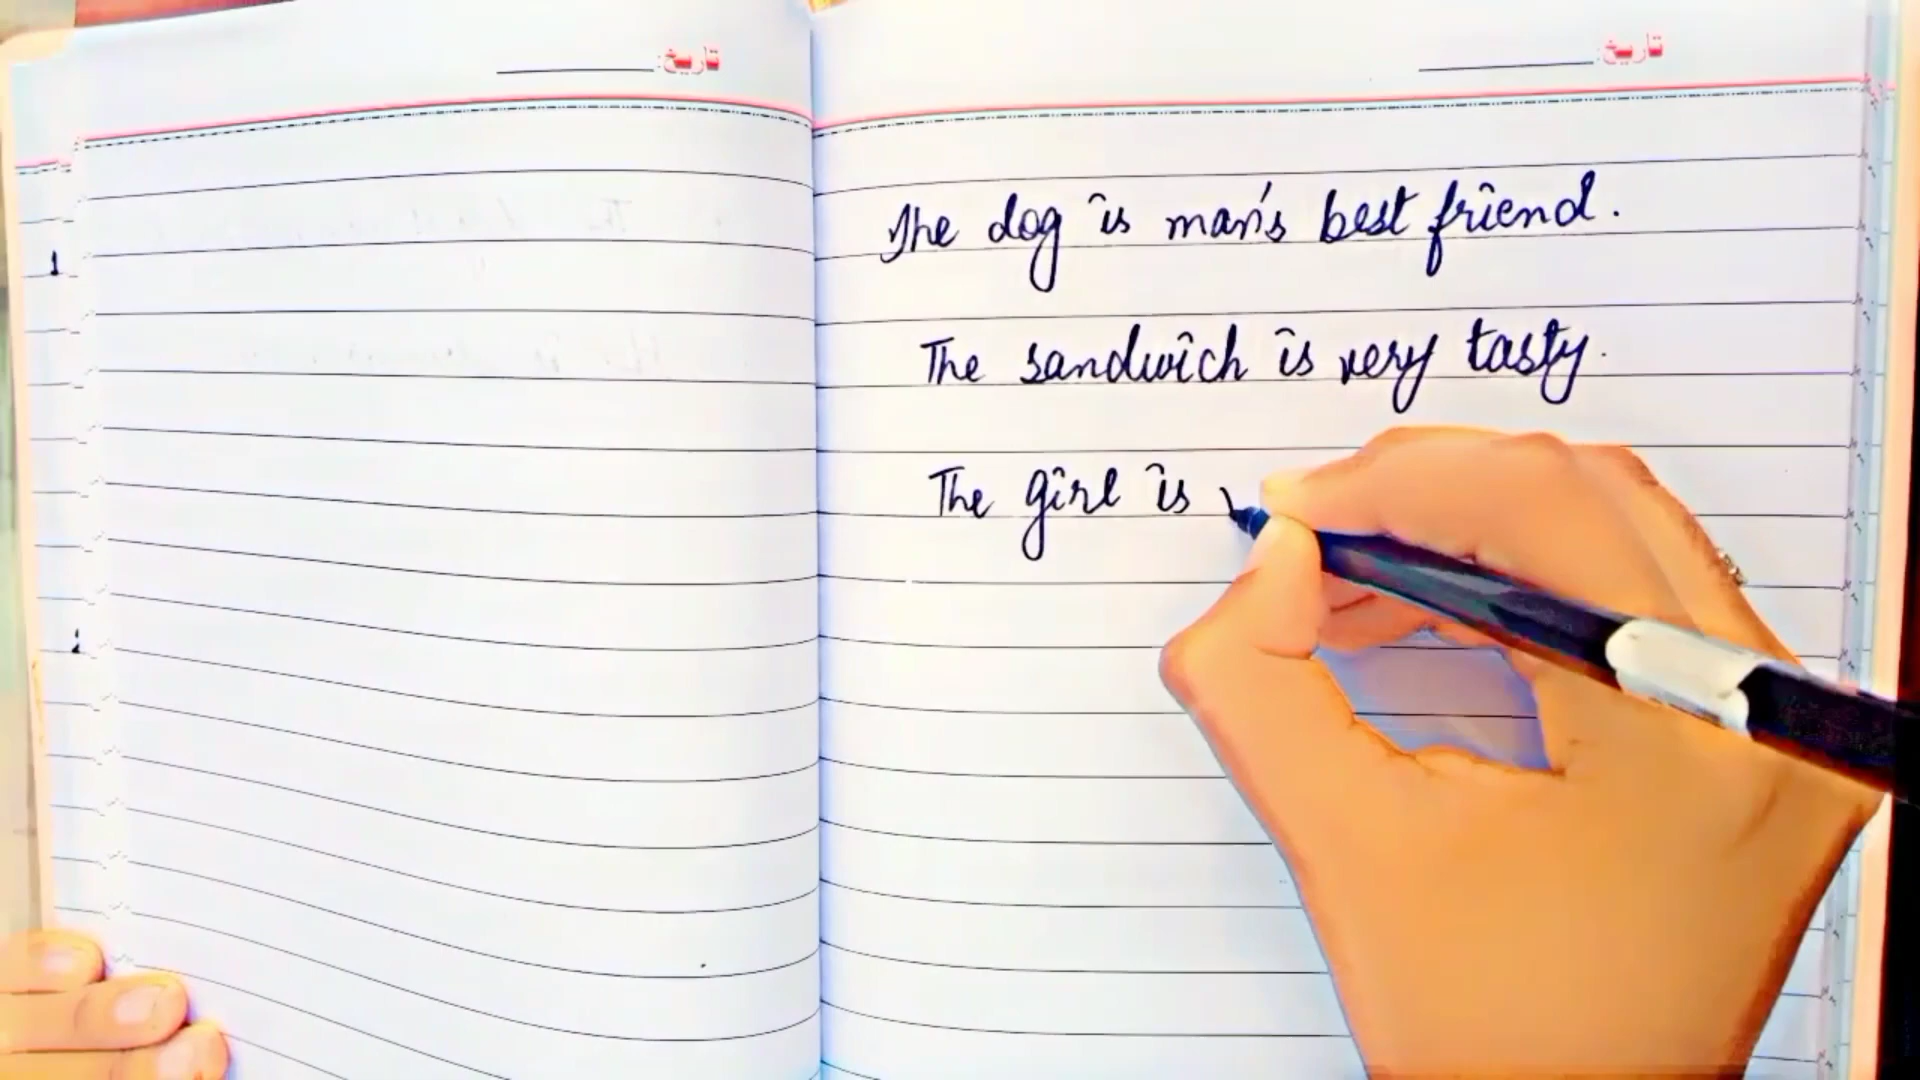 تاریخ:
تاریخ:
The dog is man's best friend.
The sandwich is very tasty.
The girl is